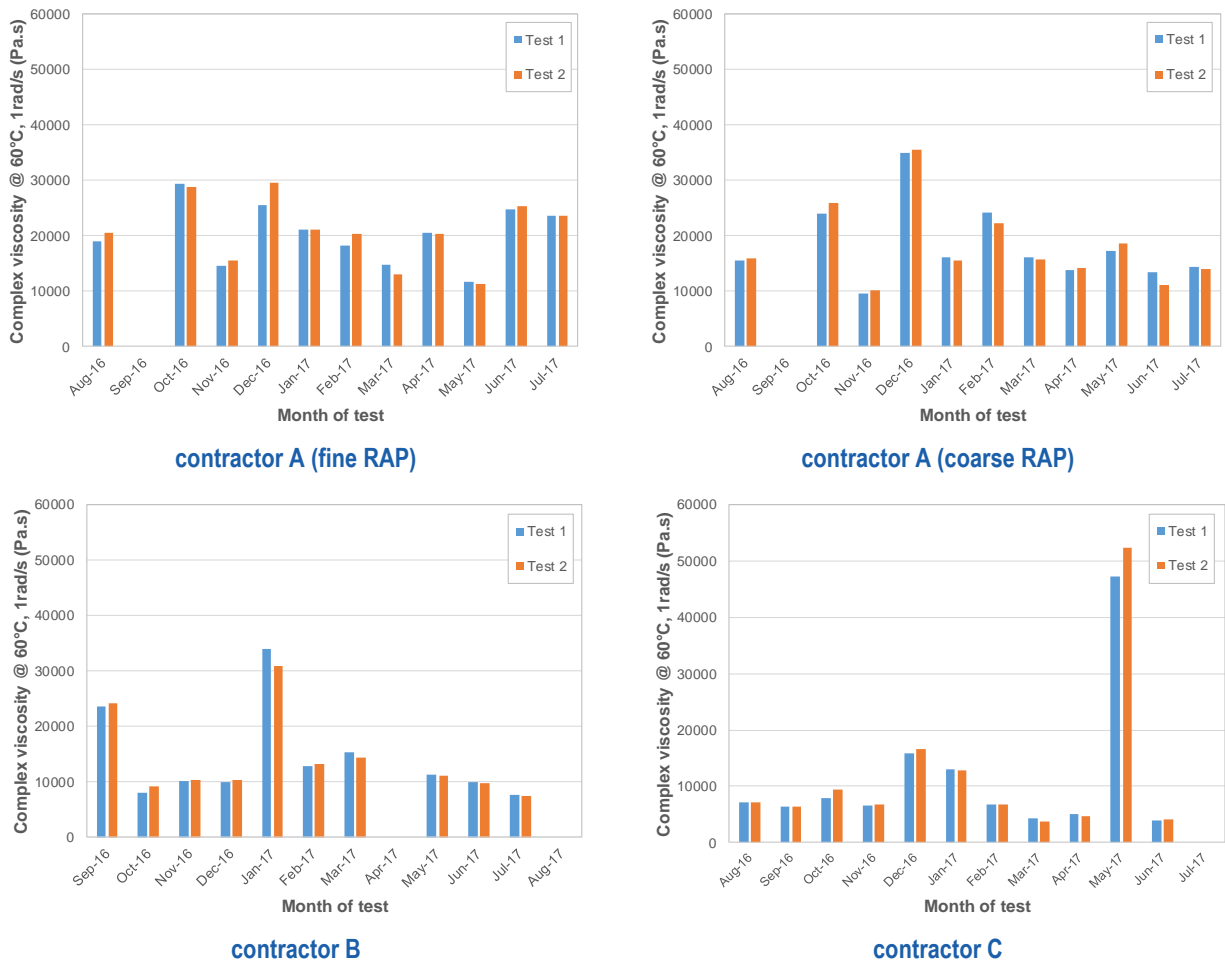 Complex viscosity @ 60°C, 1rad/s (Pa.s)
60000
50000
40000
30000
20000
10000
0
Test 1
Test 2
Aug-16
Sep-16
Oct-16
Nov-16
Dec-16
Jan-17
Feb-17
Mar-17
Apr-17
May-17
Jun-17
Jul-17
Month of test
contractor A (fine RAP)
Complex viscosity @ 60°C, 1rad/s (Pa.s)
60000
50000
40000
30000
20000
10000
0
Test 1
Test 2
Aug-16
Sep-16
Oct-16
Nov-16
Dec-16
Jan-17
Feb-17
Mar-17
Apr-17
May-17
Jun-17
Jul-17
Month of test
contractor A (coarse RAP)
Complex viscosity @ 60°C, 1rad/s (Pa.s)
60000
50000
40000
30000
20000
10000
0
Test 1
Test 2
Sep-16
Oct-16
Nov-16
Dec-16
Jan-17
Feb-17
Mar-17
Apr-17
May-17
Jun-17
Jul-17
Aug-17
Month of test
contractor B
Complex viscosity @ 60°C, 1rad/s (Pa.s)
60000
50000
40000
30000
20000
10000
0
Test 1
Test 2
Aug-16
Sep-16
Oct-16
Nov-16
Dec-16
Jan-17
Feb-17
Mar-17
Apr-17
May-17
Jun-17
Jul-17
Month of test
contractor C